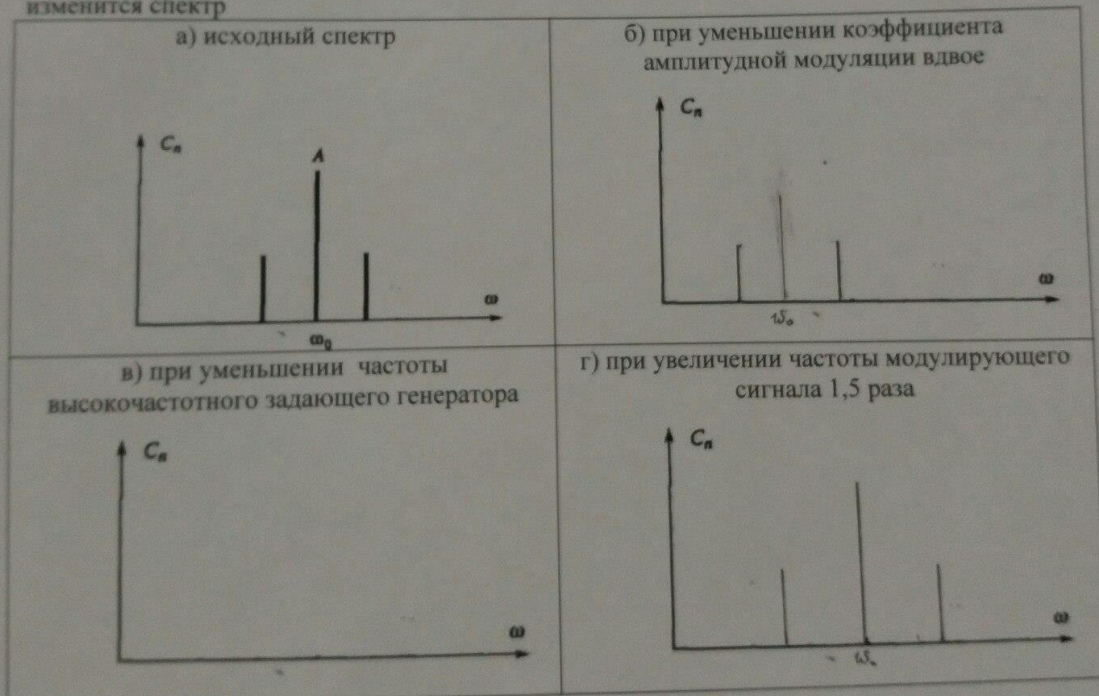 изменится спектр
а) исходный спектр
Cₙ
A
ω
ω₀
б) при уменьшении коэффициента
амплитудной модуляции вдвое
Cₙ
ω
ω₀
в) при уменьшении частоты
высокочастотного задающего генератора
Cₙ
ω
г) при увеличении частоты модулирующего
сигнала 1,5 раза
Cₙ
ω
ω₀